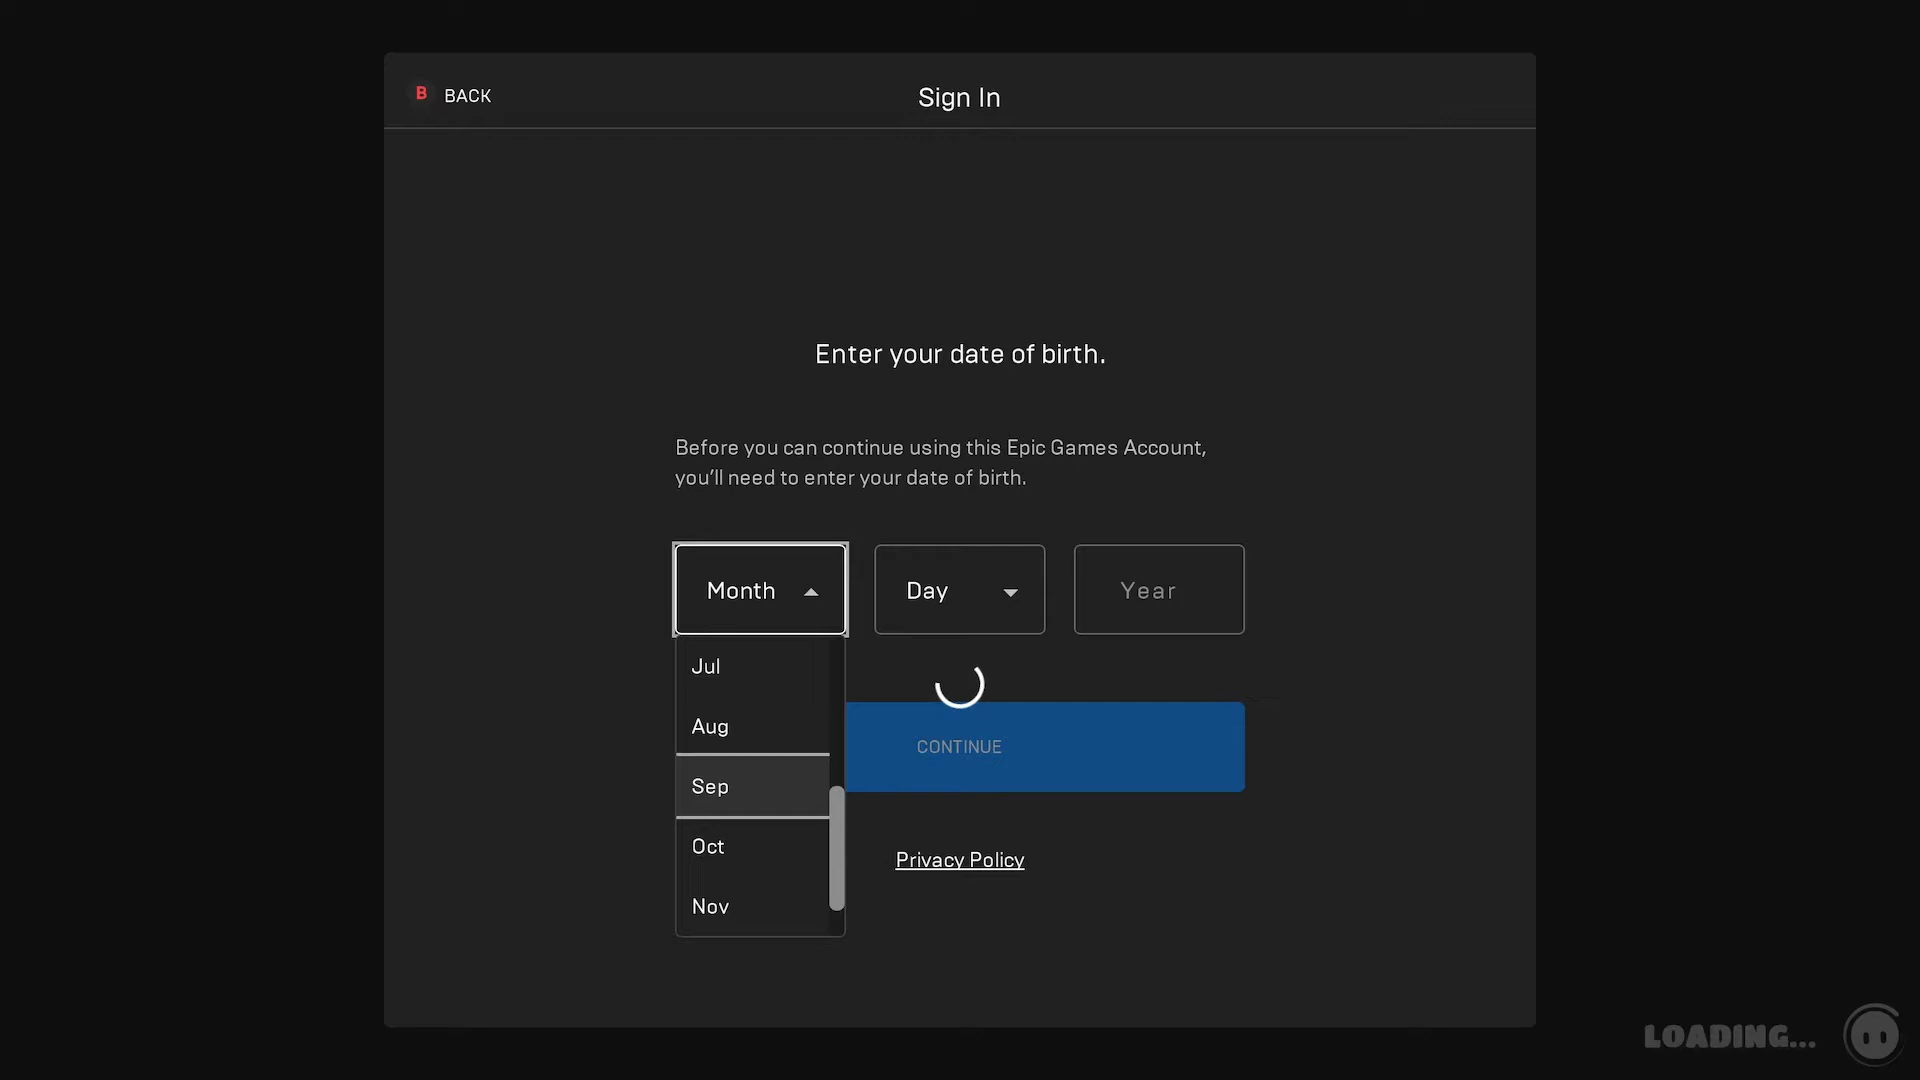 B BACK
Sign In
Enter your date of birth.
Before you can continue using this Epic Games Account,
you'll need to enter your date of birth.
Month
Day
Year
Jul
Aug
Sep
Oct
Nov
CONTINUE
Privacy Policy
LOADING...